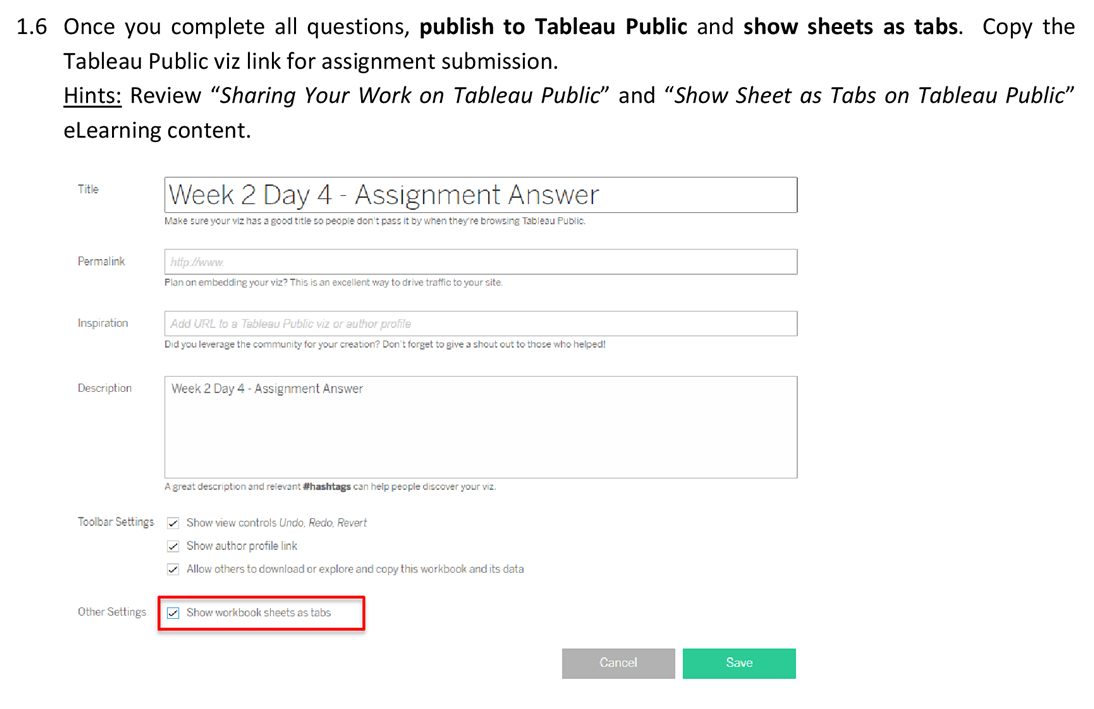 1.6 Once you complete all questions, publish to Tableau Public and show sheets as tabs. Copy the
Tableau Public viz link for assignment submission.
Hints: Review “Sharing Your Work on Tableau Public” and “Show Sheet as Tabs on Tableau Public”
eLearning content.
Title
Week 2 Day 4 - Assignment Answer
Make sure your viz has a good title so people don't pass it by when they're browsing Tableau Public.
Permalink
http://www
Plan on embedding your viz? This is an excellent way to drive traffic to your site.
Inspiration
Add URL to a Tableau Public viz or author profile
Did you leverage the community for your creation? Don't forget to give a shout out to those who helped!
Description
Week 2 Day 4 - Assignment Answer
A great description and relevant #hashtags can help people discover your viz.
Toolbar Settings
Show view controls Undo, Redo, Revert
Show author profile link
Allow others to download or explore and copy this workbook and its data
Other Settings
Show workbook sheets as tabs
Cancel
Save